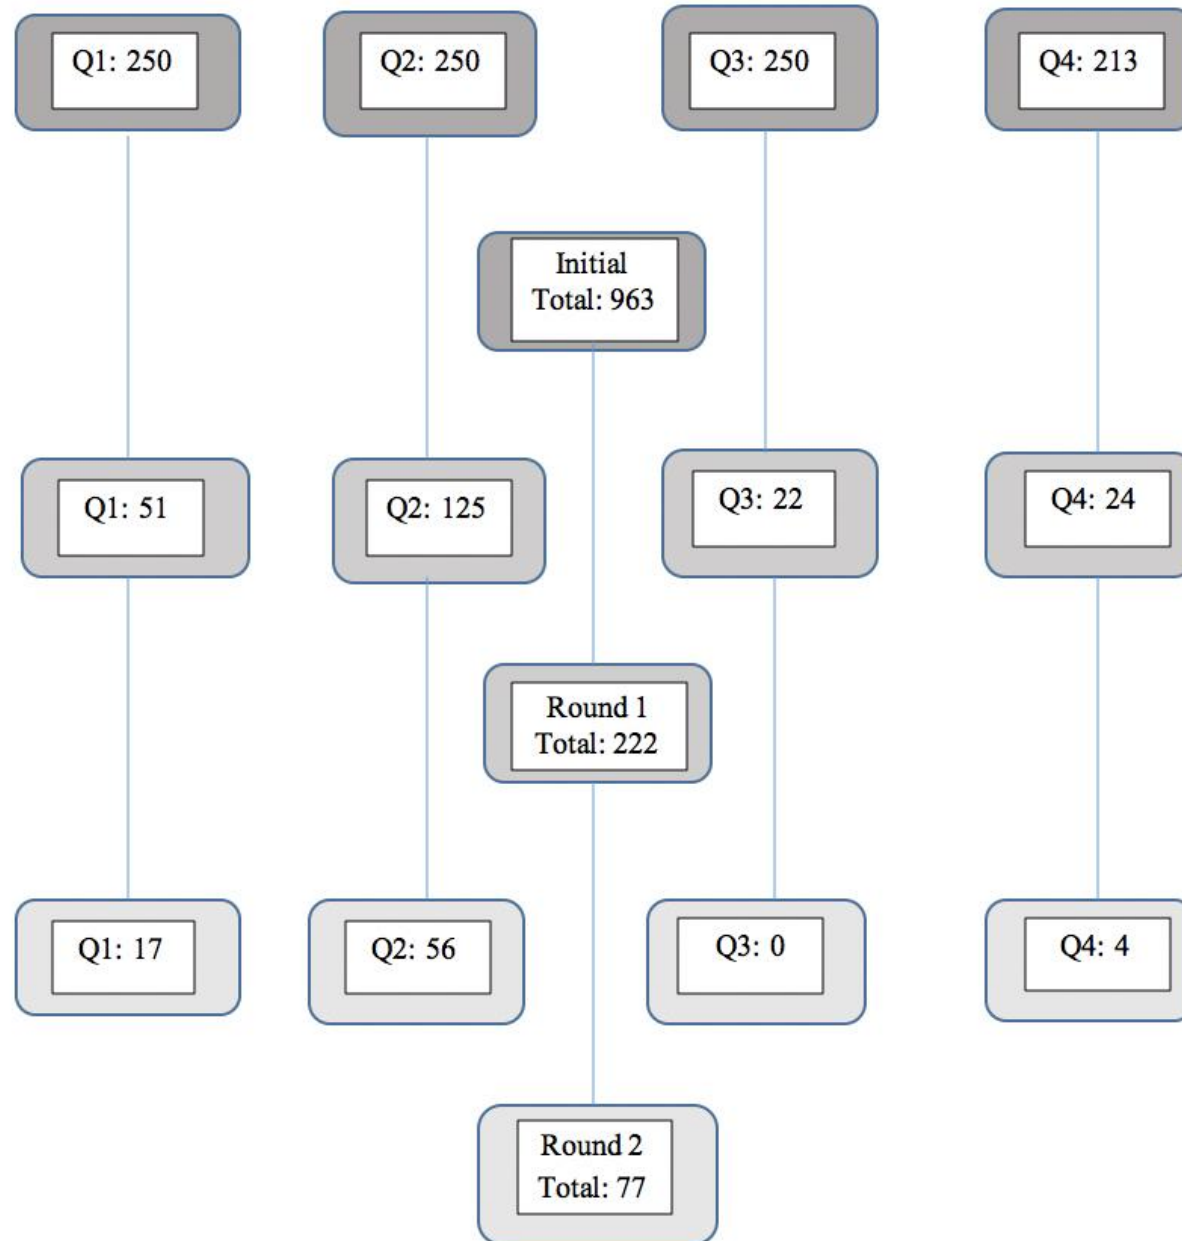 Q1: 250
Q2: 250
Q3: 250
Q4: 213
Initial
Total: 963
Q1: 51
Q2: 125
Q3: 22
Q4: 24
Round 1
Total: 222
Q1: 17
Q2: 56
Q3: 0
Q4: 4
Round 2
Total: 77